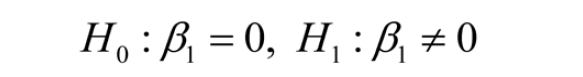 H₀ : β₁ = 0, H₁ : β₁ ≠ 0